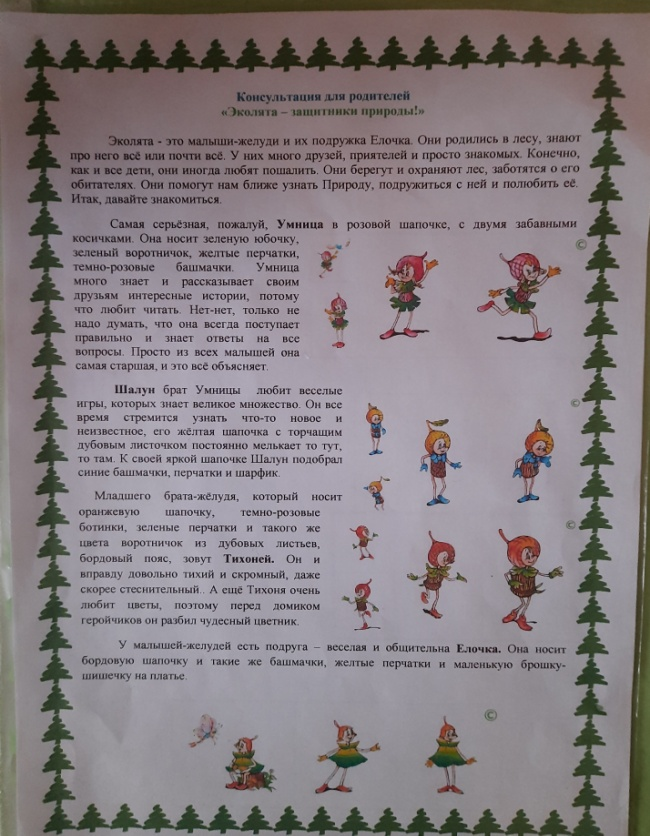 Консультация для родителей
«Эколята – защитники природы!»
Эколята - это малыши-желуди и их подружка Елочка. Они родились в лесу, знают
про него всё или почти всё. У них много друзей, приятелей и просто знакомых. Конечно,
как и все дети, они иногда любят пошалить. Они берегут и охраняют лес, заботятся о его
обитателях. Они помогут нам ближе узнать Природу, подружиться с ней и полюбить её.
Итак, давайте знакомиться.
Самая серьёзная, пожалуй, Умница в розовой шапочке, с двумя забавными
косичками. Она носит зеленую юбочку,
зеленый воротничок, желтые перчатки,
темно-розовые башмачки. Умница
много знает и рассказывает своим
друзьям интересные истории, потому
что любит читать. Нет-нет, только не
надо думать, что она всегда поступает
правильно и знает ответы на все
вопросы. Просто из всех малышей она
самая старшая, и это всё объясняет.
©
Шалун брат Умницы любит веселые
игры, которых знает великое множество. Он все
время стремится узнать что-то новое и
неизвестное, его жёлтая шапочка с торчащим
дубовым листочком постоянно мелькает то тут,
то там. К своей яркой шапочке Шалун подобрал
синие башмачки, перчатки и шарфик.
©
Младшего брата-жёлудя, который носит
оранжевую шапочку, темно-розовые
ботинки, зеленые перчатки и такого же
цвета воротничок из дубовых листьев,
бордовый пояс, зовут Тихоней. Он и
вправду довольно тихий и скромный, даже
скорее стеснительный.. А ещё Тихоня очень
любит цветы, поэтому перед домиком
геройчиков он разбил чудесный цветник.
©
У малышей-желудей есть подруга – веселая и общительна Елочка. Она носит
бордовую шапочку и такие же башмачки, желтые перчатки и маленькую брошку-
шишечку на платье.
©